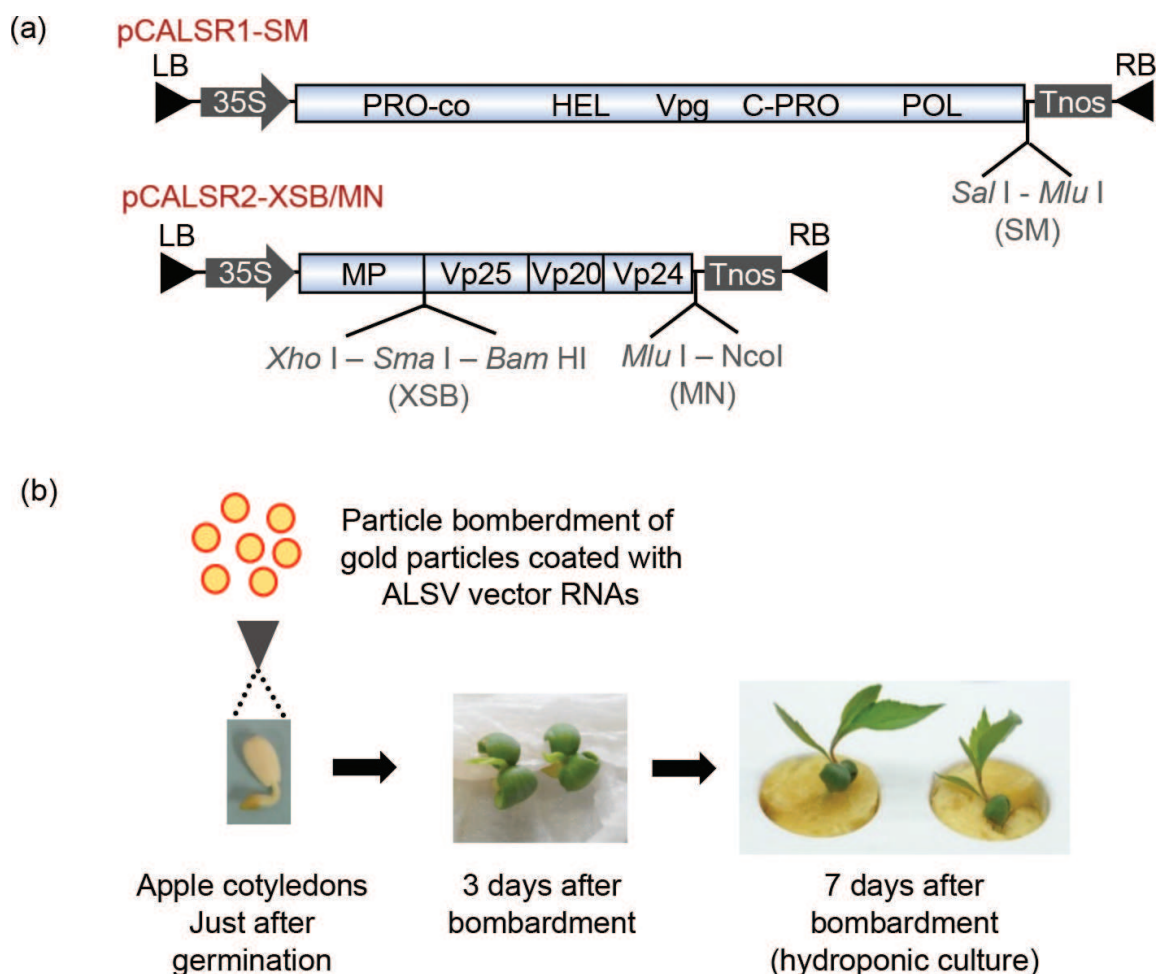 (a)
pCALSR1-SM
LB
RB
35S
PRO-co HEL Vpg C-PRO POL
Tnos
Sal I - Mlu I
(SM)
pCALSR2-XSB/MN
LB
RB
35S
MP Vp25 Vp20 Vp24
Tnos
Xho I – Sma I – Bam HI
(XSB)
Mlu I – NcoI
(MN)
(b)
Particle bomberdment of
gold particles coated with
ALSV vector RNAs
Apple cotyledons
Just after
germination
3 days after
bombardment
7 days after
bombardment
(hydroponic culture)